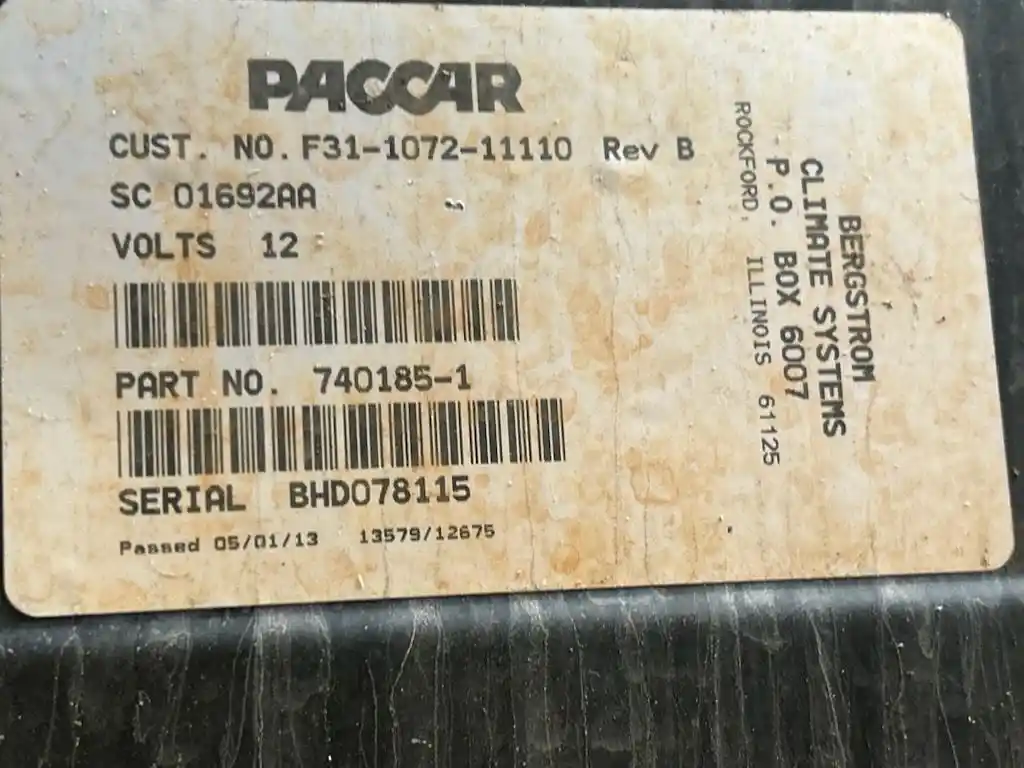 PACCAR
CUST. NO. F31-1072-11110 Rev B
SC 01692AA
VOLTS 12
PART NO. 740185-1
SERIAL BHD078115
Passed 05/01/13 13579/12675
BERGSTROM
CLIMATE SYSTEMS
P.O. BOX 6007
ROCKFORD, ILLINOIS 61125